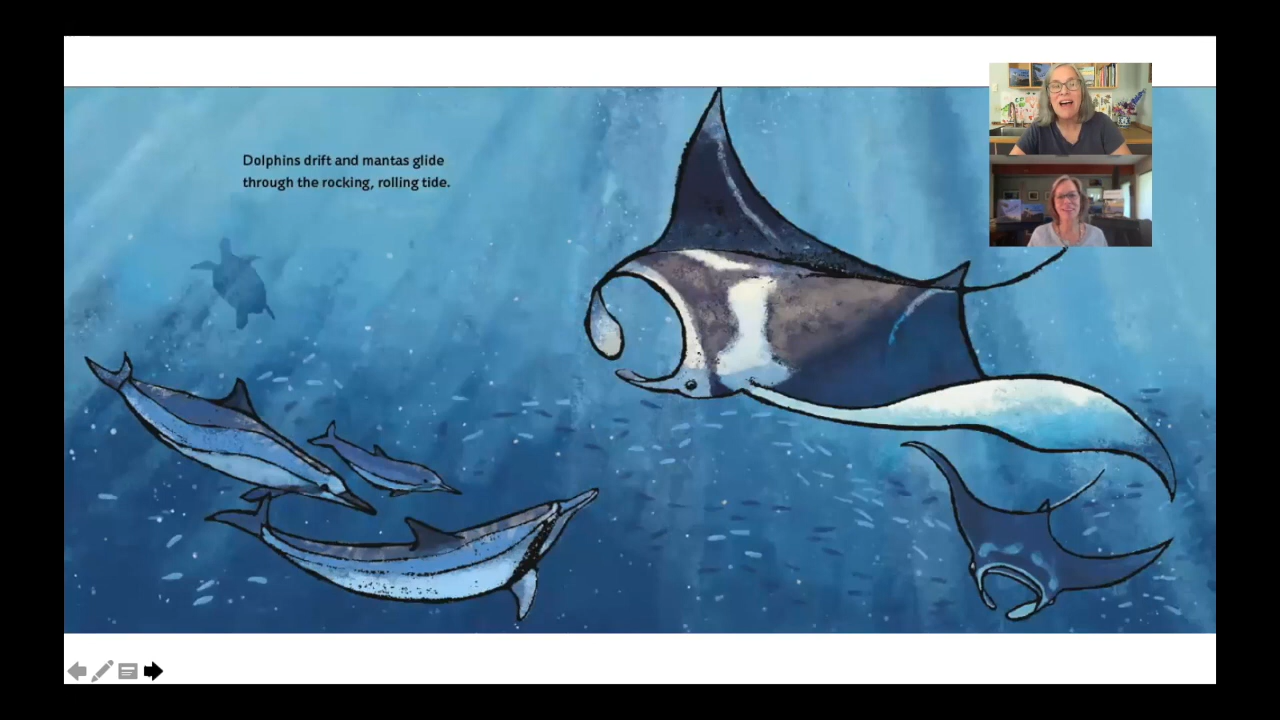 Dolphins drift and mantas glide
through the rocking, rolling tide.